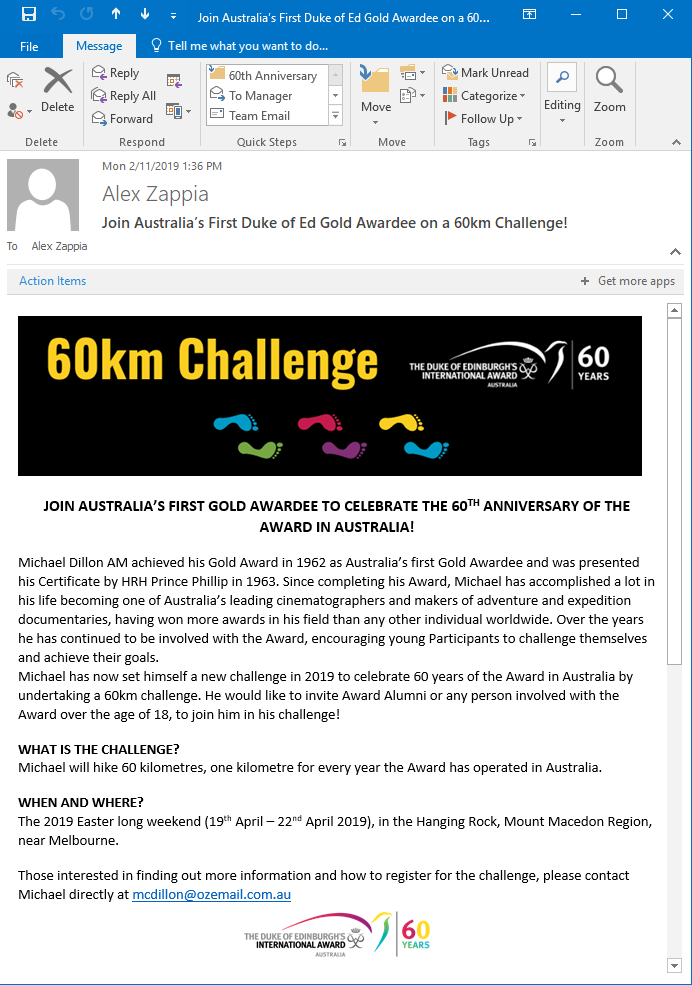 Join Australia's First Duke of Ed Gold Awardee on a 60...
File
Message
Tell me what you want to do...
Delete
Reply
Reply All
Forward
60th Anniversary
To Manager
Team Email
Move
Mark Unread
Categorize
Follow Up
Editing
Zoom
Delete
Respond
Quick Steps
Move
Tags
Zoom
Mon 2/11/2019 1:36 PM
Alex Zappia
Join Australia's First Duke of Ed Gold Awardee on a 60km Challenge!
To Alex Zappia
Action Items
+ Get more apps
60km Challenge
THE DUKE OF EDINBURGH'S
INTERNATIONAL AWARD
AUSTRALIA
60
YEARS
JOIN AUSTRALIA'S FIRST GOLD AWARDEE TO CELEBRATE THE 60TH ANNIVERSARY OF THE
AWARD IN AUSTRALIA!
Michael Dillon AM achieved his Gold Award in 1962 as Australia's first Gold Awardee and was presented
his Certificate by HRH Prince Phillip in 1963. Since completing his Award, Michael has accomplished a lot in
his life becoming one of Australia's leading cinematographers and makers of adventure and expedition
documentaries, having won more awards in his field than any other individual worldwide. Over the years
he has continued to be involved with the Award, encouraging young Participants to challenge themselves
and achieve their goals.
Michael has now set himself a new challenge in 2019 to celebrate 60 years of the Award in Australia by
undertaking a 60km challenge. He would like to invite Award Alumni or any person involved with the
Award over the age of 18, to join him in his challenge!
WHAT IS THE CHALLENGE?
Michael will hike 60 kilometres, one kilometre for every year the Award has operated in Australia.
WHEN AND WHERE?
The 2019 Easter long weekend (19th April – 22nd April 2019), in the Hanging Rock, Mount Macedon Region,
near Melbourne.
Those interested in finding out more information and how to register for the challenge, please contact
Michael directly at mcdillon@ozemail.com.au
THE DUKE OF EDINBURGH'S
INTERNATIONAL AWARD
AUSTRALIA
60
YEARS